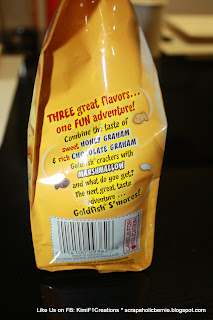 THREE great flavors...
one FUN adventure!
Combine the taste of
sweet HONEY GRAHAM
& rich CHOCOLATE GRAHAM
Goldfish® crackers with
MARSHMALLOW
and what do you get?
The next great taste
adventure...
Goldfish S'mores!
Like Us on FB: KimiF1Creations * scrapaholicbernie.blogspot.com